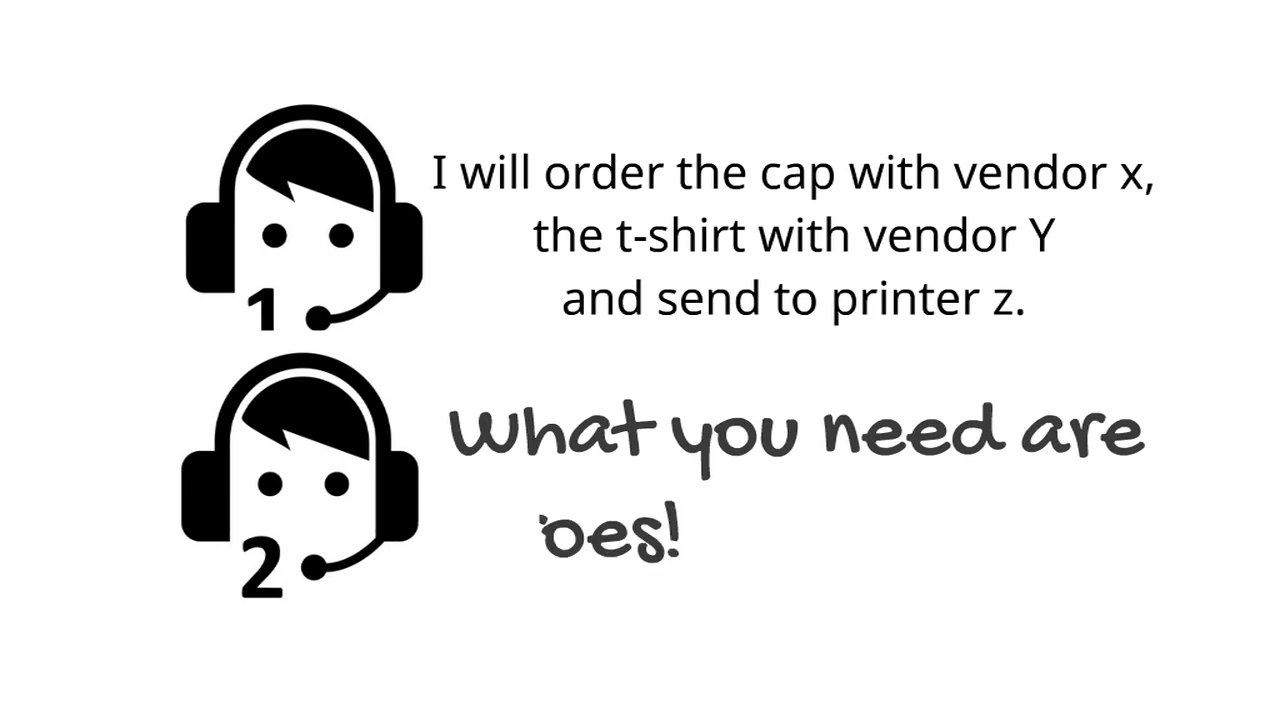 I will order the cap with vendor x,
the t-shirt with vendor Y
and send to printer z.
1
What you need are
2